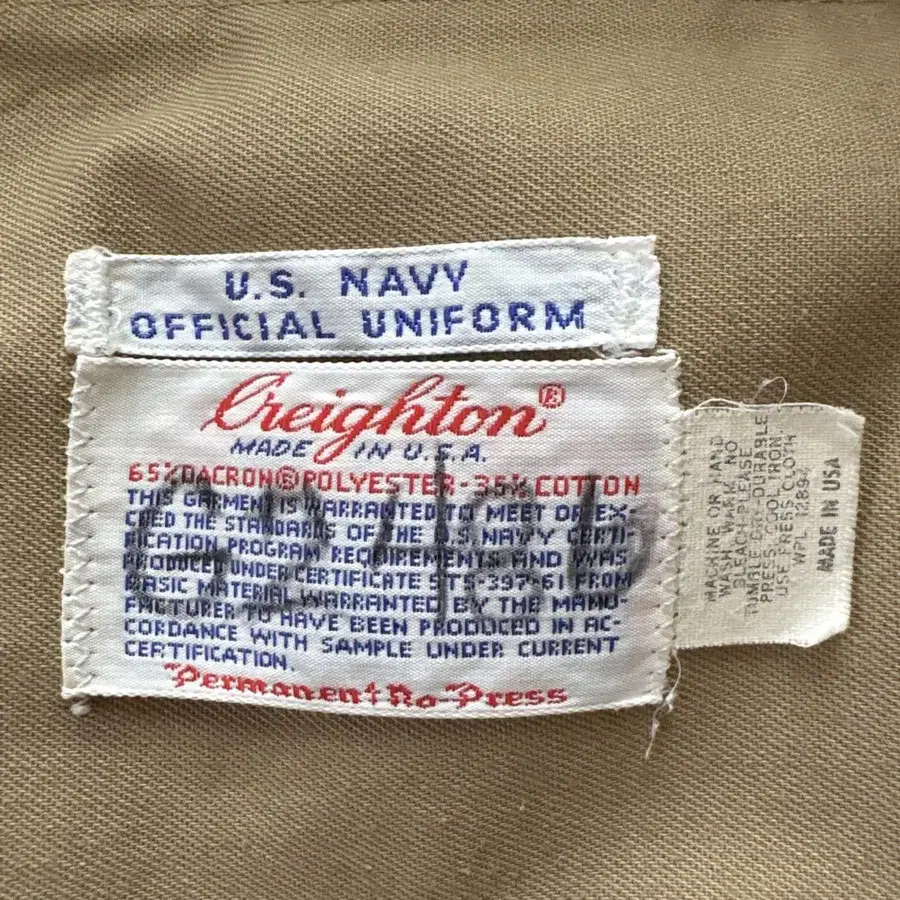 U.S. NAVY
OFFICIAL UNIFORM
Creighton®
MADE IN U.S.A.
65% DACRON® POLYESTER - 35% COTTON
THIS GARMENT IS WARRANTED TO MEET OR EX-
CEED THE STANDARDS OF THE U.S. NAVY CERTI-
FICATION PROGRAM REQUIREMENTS AND WAS
PRODUCED UNDER CERTIFICATE STS-397-61 FROM
BASIC MATERIAL WARRANTED BY THE MANU-
FACTURER TO HAVE BEEN PRODUCED IN AC-
CORDANCE WITH SAMPLE UNDER CURRENT
CERTIFICATION.
Permanent No-Press
MACHINE OR HAND
WASH WARM. NO
BLEACH PLEASE
TUMBLE DRY-DURABLE
PRESS. COOL IRON.
USE PRESS CLOTH
WPL
MADE IN USA